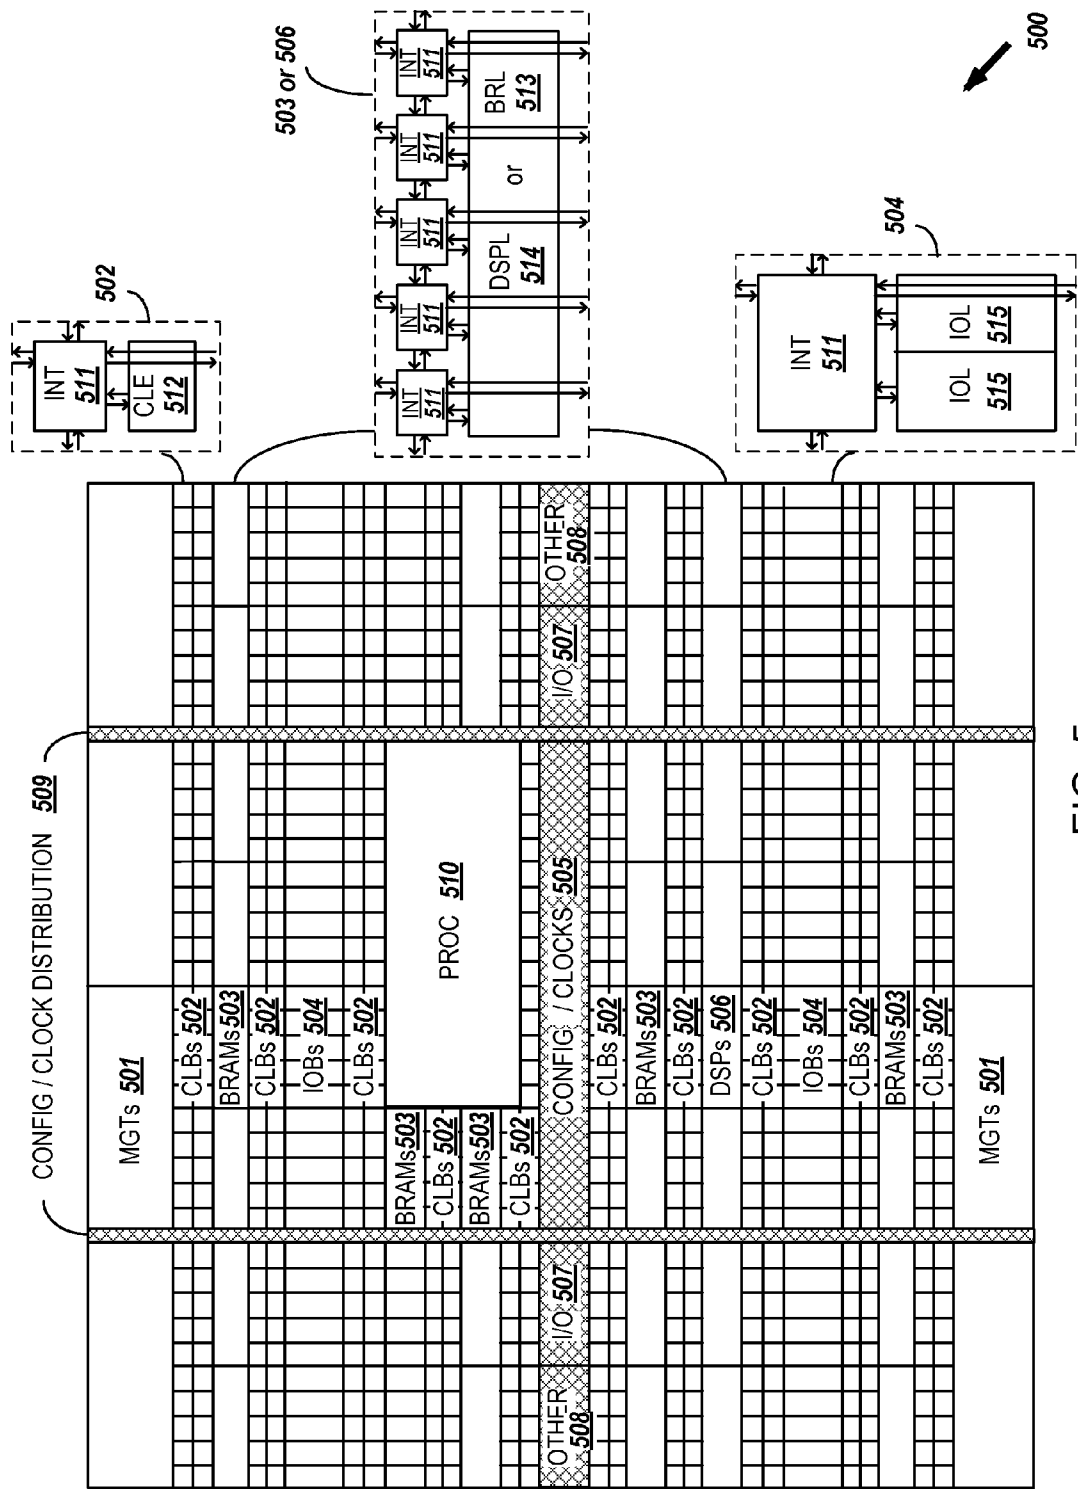 CONFIG / CLOCK DISTRIBUTION 509
MGTs 501
CLBs 502
BRAMs 503
CLBs 502
IOBs 504
CLBs 502
BRAMs 503
CLBs 502
BRAMs 503
CLBs 502
PROC 510
OTHER 508
I/O 507
CONFIG / CLOCKS 505
I/O 507
OTHER 508
CLBs 502
BRAMs 503
CLBs 502
DSPs 506
CLBs 502
IOBs 504
CLBs 502
BRAMs 503
CLBs 502
MGTs 501
502
INT 511
CLE 512
503 or 506
INT 511
INT 511
INT 511
INT 511
INT 511
DSPL 514
or
BRL 513
504
INT 511
IOL 515
IOL 515
500